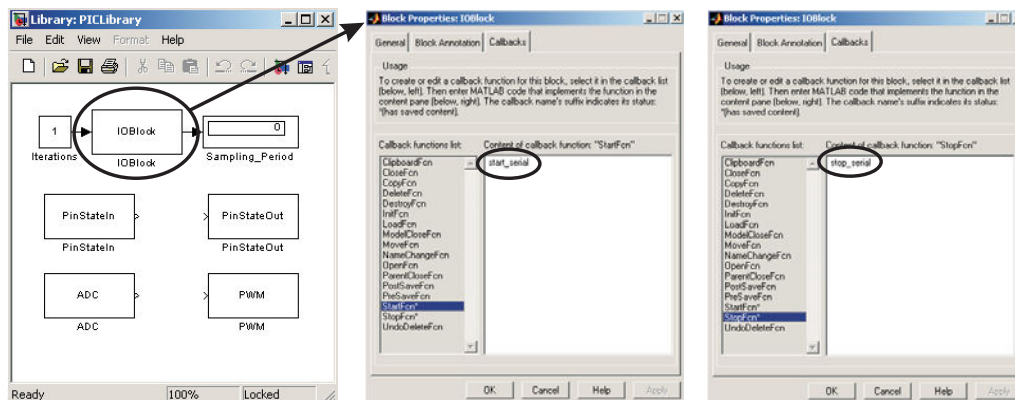 Library: PICLibrary
File Edit View Format Help
1
IOBlock
0
Iterations
IOBlock
Sampling_Period
PinStateIn
PinStateOut
PinStateIn
PinStateOut
ADC
PWM
ADC
PWM
Ready 100% Locked
Block Properties: IOBlock
General Block Annotation Callbacks
Usage
To create or edit a callback function for this block, select it in the callback list
(below, left). Then enter MATLAB code that implements the function in the
content pane (below, right). The callback name's suffix indicates its status:
*(has saved content).
Callback functions list:
Content of callback function: "StartFcn"
ClipboardFcn
CloseFcn
CopyFcn
DeleteFcn
DestroyFcn
InitFcn
LoadFcn
ModelCloseFcn
MoveFcn
NameChangeFcn
OpenFcn
ParentCloseFcn
PostSaveFcn
PreSaveFcn
StartFcn*
StopFcn*
UndoDeleteFcn
start_serial
OK Cancel Help Apply
Block Properties: IOBlock
General Block Annotation Callbacks
Usage
To create or edit a callback function for this block, select it in the callback list
(below, left). Then enter MATLAB code that implements the function in the
content pane (below, right). The callback name's suffix indicates its status:
*(has saved content).
Callback functions list:
Content of callback function: "StopFcn"
ClipboardFcn
CloseFcn
CopyFcn
DeleteFcn
DestroyFcn
InitFcn
LoadFcn
ModelCloseFcn
MoveFcn
NameChangeFcn
OpenFcn
ParentCloseFcn
PostSaveFcn
PreSaveFcn
StartFcn*
StopFcn*
UndoDeleteFcn
stop_serial
OK Cancel Help Apply